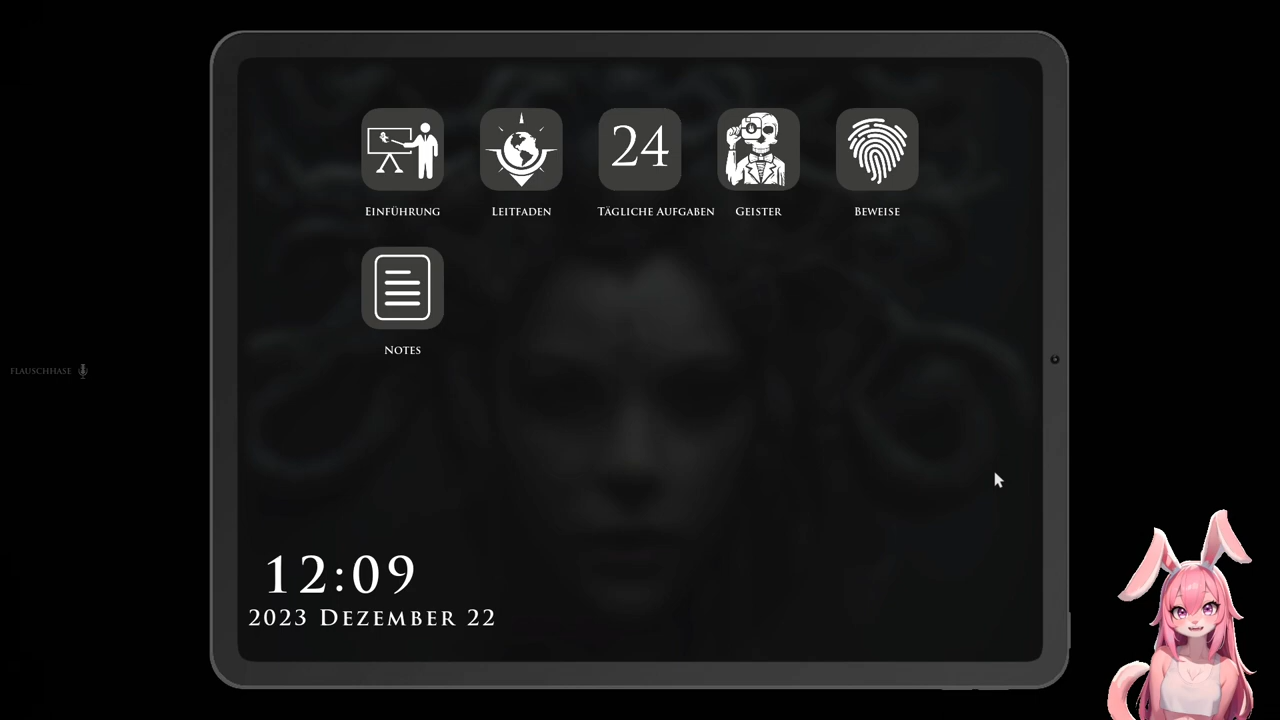 24
EINFÜHRUNG
LEITFADEN
TÄGLICHE AUFGABEN
GEISTER
BEWEISE
NOTES
FLAUSCHHASE
12:09
2023 DEZEMBER 22